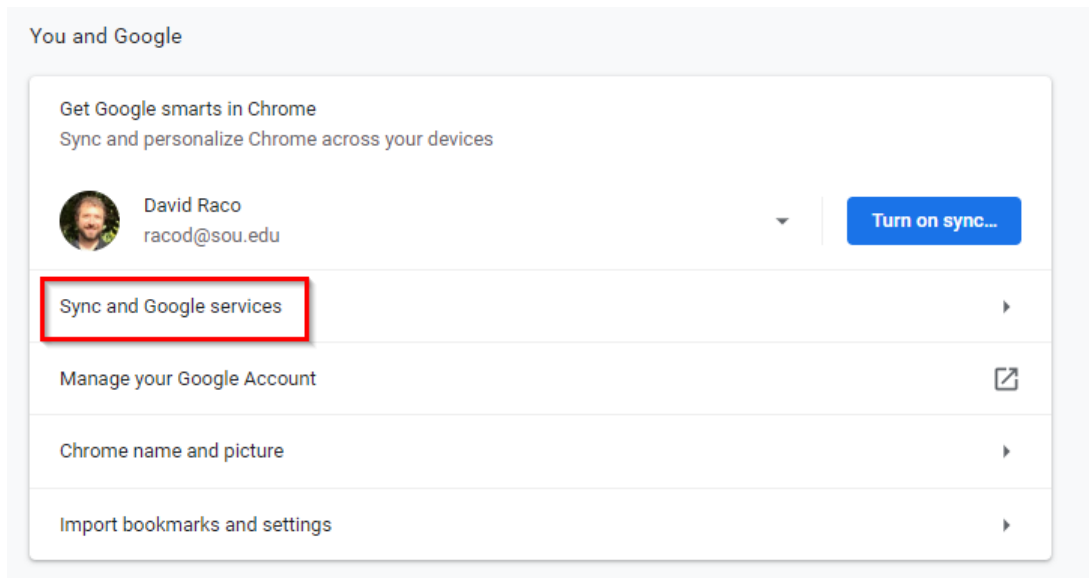 You and Google
Get Google smarts in Chrome
Sync and personalize Chrome across your devices
David Raco
racod@sou.edu
Turn on sync...
Sync and Google services
Manage your Google Account
Chrome name and picture
Import bookmarks and settings